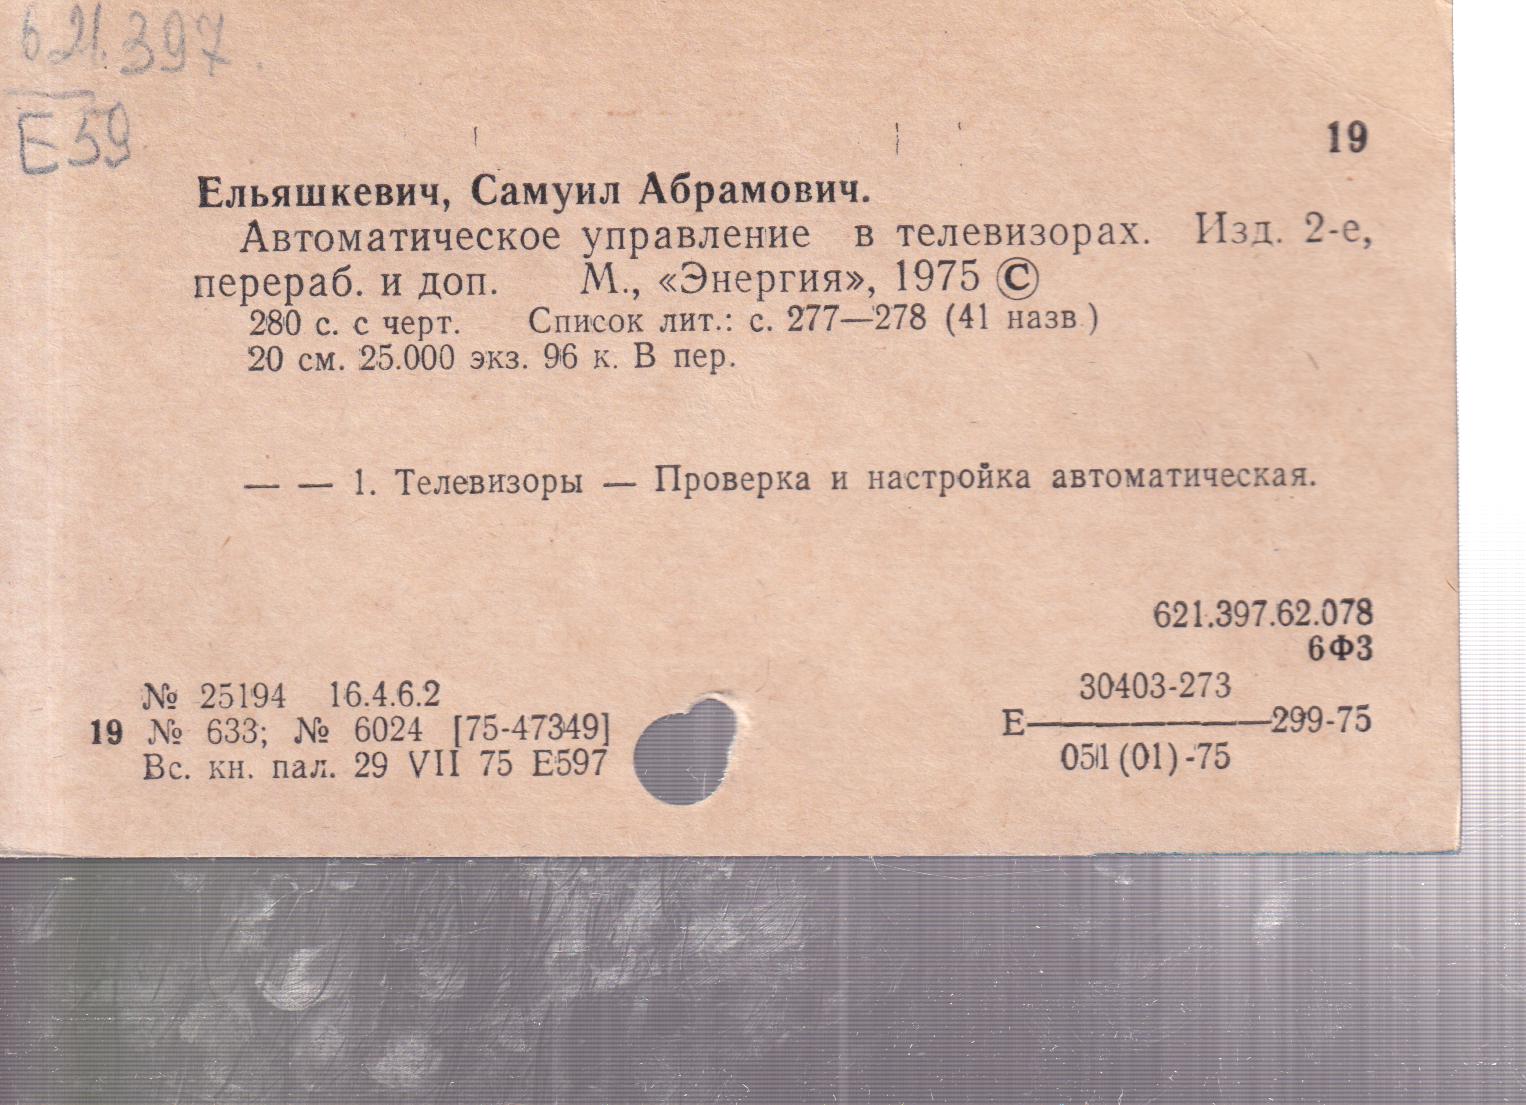 621.397.
Е59
19
Ельяшкевич, Самуил Абрамович.
Автоматическое управление в телевизорах. Изд. 2-е,
перераб. и доп. М., «Энергия», 1975 ©
280 с. с черт. Список лит.: с. 277—278 (41 назв.)
20 см. 25.000 экз. 96 к. В пер.
— — 1. Телевизоры — Проверка и настройка автоматическая.
621.397.62.078
6Ф3
№ 25194 16.4.6.2
19 № 633; № 6024 [75-47349]
Вс. кн. пал. 29 VII 75 Е597
30403-273
Е—299-75
051(01)-75